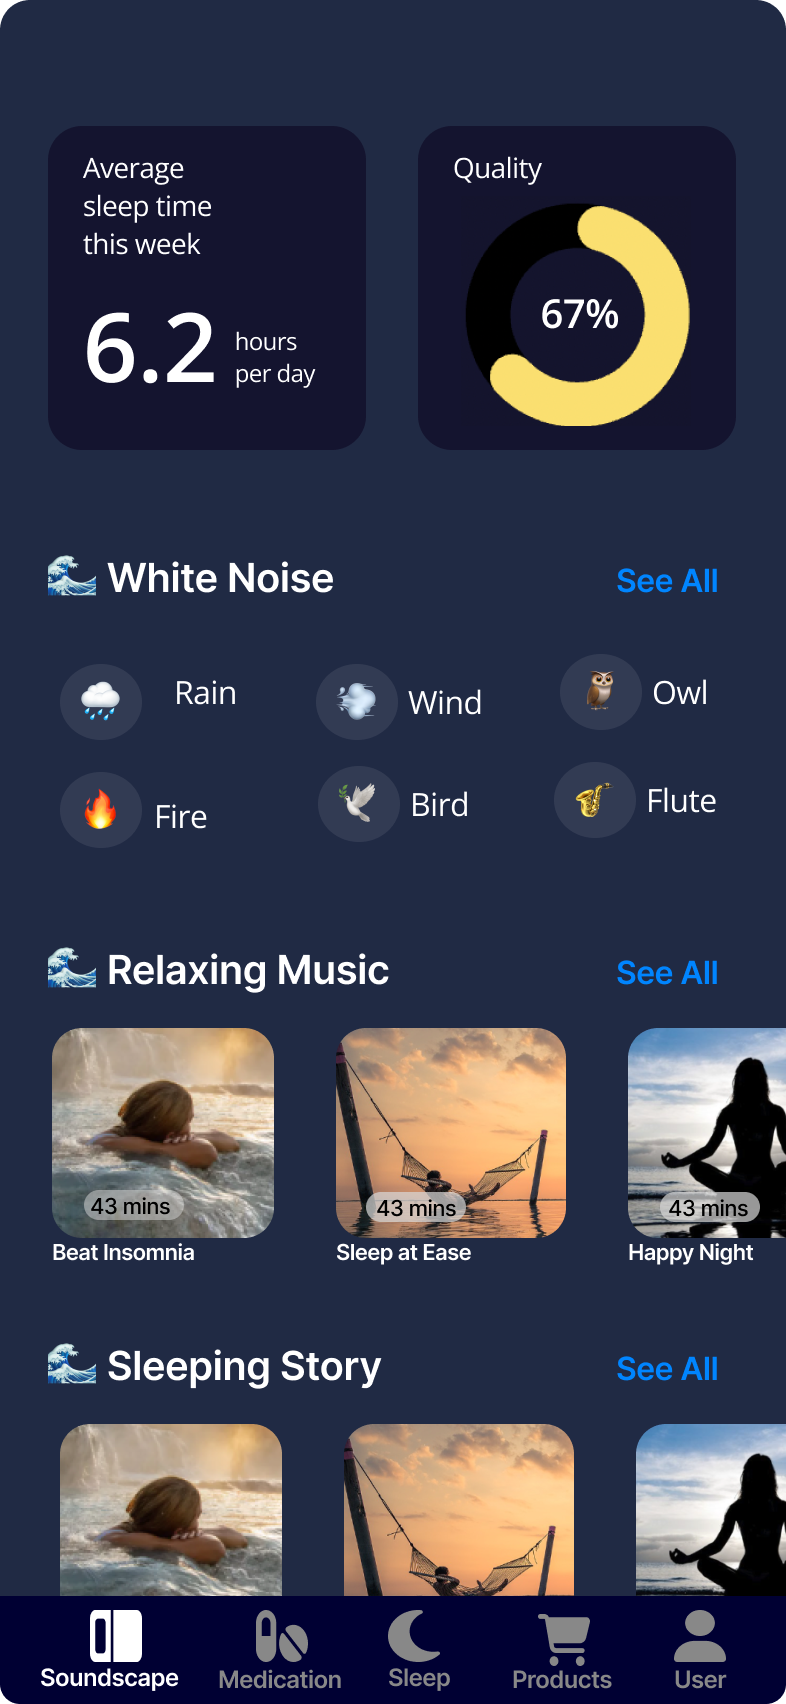 Average
sleep time
this week
6.2 hours
per day
Quality
67%
White Noise
See All
Rain
Wind
Owl
Fire
Bird
Flute
Relaxing Music
See All
43 mins
43 mins
43 mins
Beat Insomnia
Sleep at Ease
Happy Night
Sleeping Story
See All
Soundscape
Medication
Sleep
Products
User